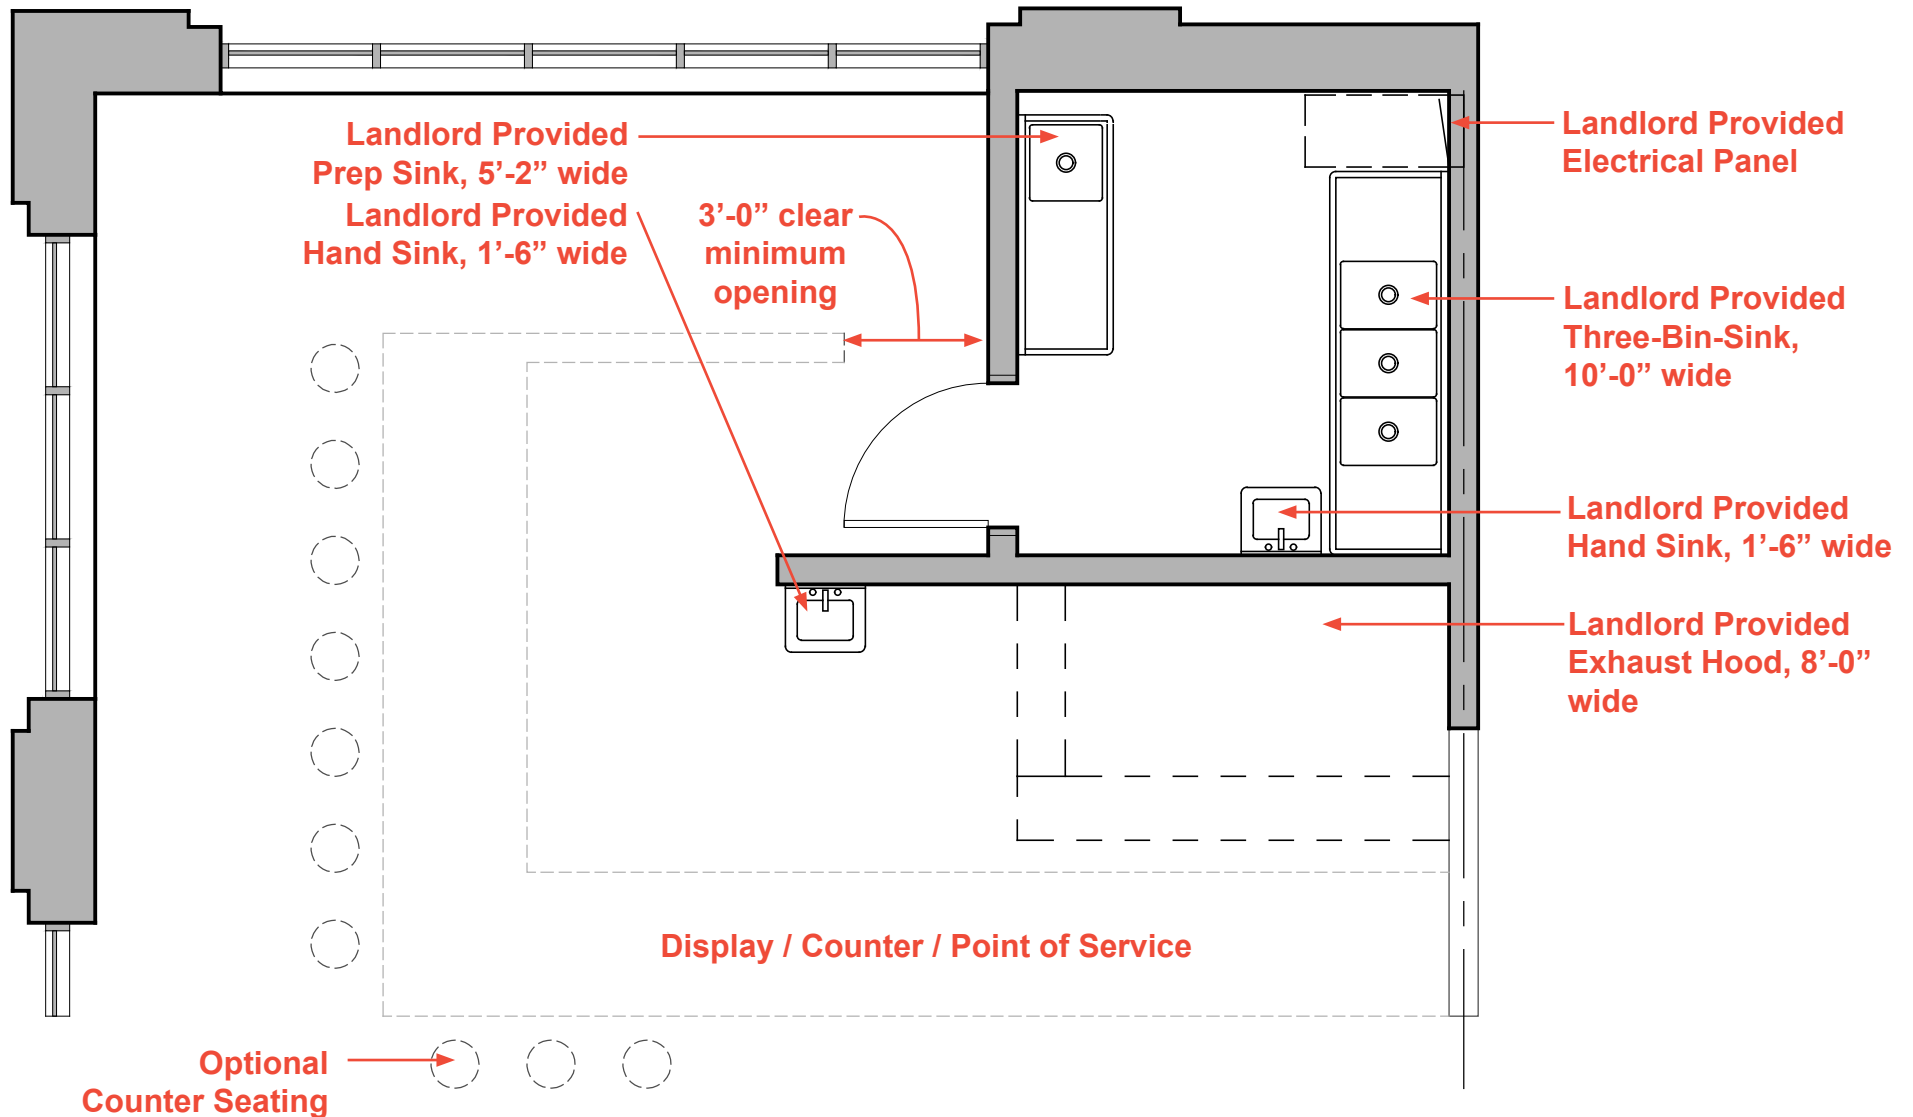 Landlord Provided
Prep Sink, 5’-2” wide
Landlord Provided
Hand Sink, 1’-6” wide
3’-0” clear
minimum
opening
Landlord Provided
Electrical Panel
Landlord Provided
Three-Bin-Sink,
10’-0” wide
Landlord Provided
Hand Sink, 1’-6” wide
Landlord Provided
Exhaust Hood, 8’-0”
wide
Display / Counter / Point of Service
Optional
Counter Seating